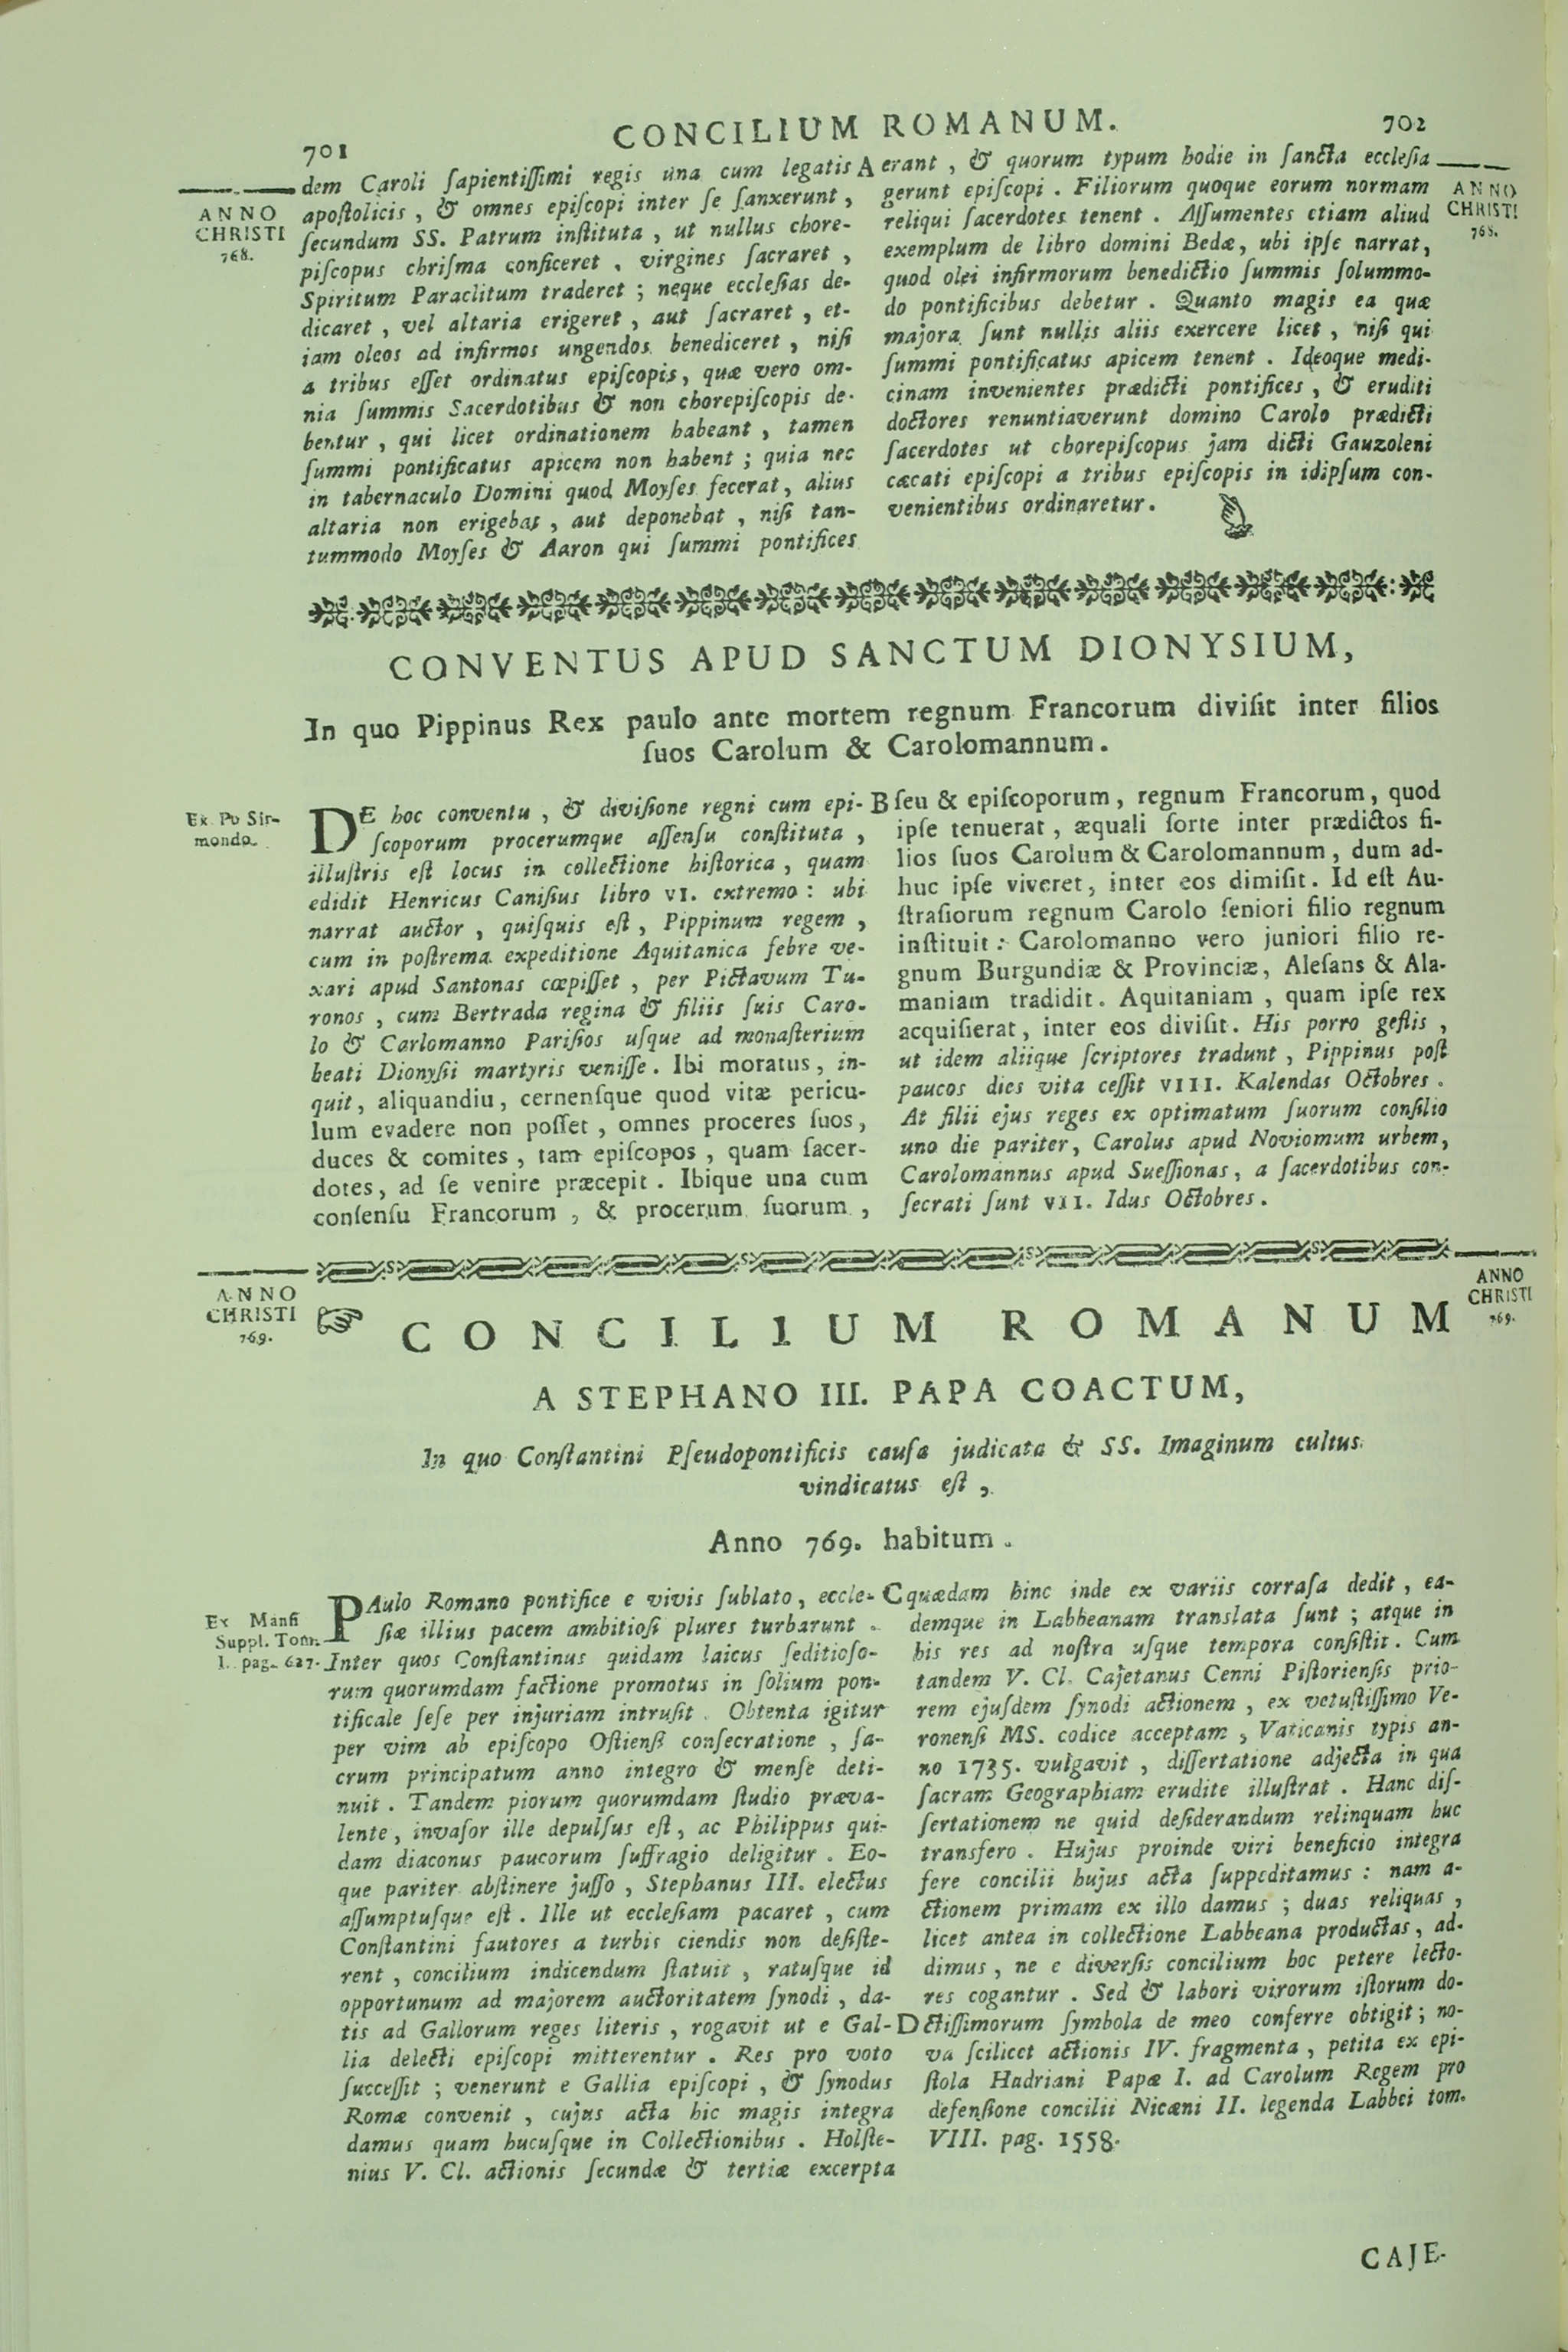 CONCILIUM ROMANUM.
701
702
ANNO
CHRISTI
768.
dem Caroli ſapientiſſimi regis una cum legatis
apoſtolicis, & omnes epiſcopi inter ſe ſanxerunt,
ſecundum SS. Patrum inſtituta, ut nullus chore-
piſcopus chriſma conficeret, virgines ſacraret,
Spiritum Paraclitum traderet; neque eccleſias de-
dicaret, vel altaria erigeret, aut ſacraret, et-
iam oleos ad infirmos ungendos benediceret, niſi
a tribus eſſet ordinatus epiſcopis, quæ vero om-
nia ſummis Sacerdotibus & non chorepiſcopis de-
bentur, qui licet ordinationem habeant, tamen
ſummi pontificatus apicem non habent; quia nec
in tabernaculo Domini quod Moyſes fecerat, alius
altaria non erigebat, aut deponebat, niſi tan-
tummodo Moyſes & Aaron qui ſummi pontifices
A erant, & quorum typum hodie in ſancta eccleſia
gerunt epiſcopi. Filiorum quoque eorum normam
reliqui ſacerdotes tenent. Aſſumentes etiam aliud
exemplum de libro domini Bedæ, ubi ipſe narrat,
quod olei infirmorum benedictio ſummis ſolummo-
do pontificibus debetur. Quanto magis ea quæ
majora ſunt nullis aliis exercere licet, niſi qui
ſummi pontificatus apicem tenent. Ideoque medi-
cinam invenientes prædicti pontifices, & eruditi
doctores renuntiaverunt domino Carolo prædicti
ſacerdotes ut chorepiſcopus jam dicti Gauzoleni
cæcati epiſcopi a tribus epiſcopis in idipſum con-
venientibus ordinaretur.
ANNO
CHRISTI
768.
CONVENTUS APUD SANCTUM DIONYSIUM,
In quo Pippinus Rex paulo ante mortem regnum Francorum diviſit inter filios
ſuos Carolum & Carolomannum.
Ex Pv Sir-
mondo.
DE hoc conventu, & diviſione regni cum epi-
ſcoporum procerumque aſſenſu conſtituta,
illuſtris eſt locus in collectione hiſtorica, quam
edidit Henricus Caniſius libro VI. extremo: ubi
narrat auctor, quiſquis eſt, Pippinum regem,
cum in poſtrema expeditione Aquitanica febre ve-
xari apud Santonas cœpiſſet, per Pictavum Tu-
ronos, cum Bertrada regina & filiis ſuis Caro-
lo & Carlomanno Pariſios uſque ad monaſterium
beati Dionyſii martyris veniſſe. Ibi moratus, in-
quit, aliquandiu, cernenſque quod vitæ pericu-
lum evadere non poſſet, omnes proceres ſuos,
duces & comites, tam epiſcopos, quam ſacer-
dotes, ad ſe venire præcepit. Ibique una cum
conſenſu Francorum, & procerum ſuorum,
B ſeu & epiſcoporum, regnum Francorum, quod
ipſe tenuerat, æquali ſorte inter prædictos fi-
lios ſuos Carolum & Carolomannum, dum ad-
huc ipſe viveret, inter eos dimiſit. Id eſt Au-
ſtraſiorum regnum Carolo ſeniori filio regnum
inſtituit: Carolomanno vero juniori filio re-
gnum Burgundiæ & Provinciæ, Aleſans & Ala-
maniam tradidit. Aquitaniam, quam ipſe rex
acquiſierat, inter eos diviſit. His porro geſtis,
ut idem aliique ſcriptores tradunt, Pippinus poſt
paucos dies vita ceſſit VIII. Kalendas Octobres.
At filii ejus reges ex optimatum ſuorum conſilio
uno die pariter, Carolus apud Noviomum urbem,
Carolomannus apud Sueſſionas, a ſacerdotibus con-
ſecrati ſunt VII. Idus Octobres.
ANNO
CHRISTI
769.
ANNO
CHRISTI
769.
CONCILIUM ROMANUM
A STEPHANO III. PAPA COACTUM,
In quo Conſtantini Pſeudopontificis cauſa judicata & SS. Imaginum cultus
vindicatus eſt,
Anno 769. habitum.
Ex Manſi
Suppl. Tom.
I. pag. 627.
PAulo Romano pontifice e vivis ſublato, eccle-
ſiæ illius pacem ambitioſi plures turbarunt.
Inter quos Conſtantinus quidam laicus ſeditioſo-
rum quorumdam factione promotus in ſolium pon-
tificale ſeſe per injuriam intruſit. Obtenta igitur
per vim ab epiſcopo Oſtienſi conſecratione, ſa-
crum principatum anno integro & menſe deti-
nuit. Tandem piorum quorumdam ſtudio præva-
lente, invaſor ille depulſus eſt, ac Philippus qui-
dam diaconus paucorum ſuffragio deligitur. Eo-
que pariter abſtinere juſſo, Stephanus III. electus
aſſumptuſque eſt. Ille ut eccleſiam pacaret, cum
Conſtantini fautores a turbis ciendis non deſiſte-
rent, concilium indicendum ſtatuit, ratuſque id
opportunum ad majorem auctoritatem ſynodi, da-
tis ad Gallorum reges literis, rogavit ut e Gal-
lia delecti epiſcopi mitterentur. Res pro voto
ſucceſſit; venerunt e Gallia epiſcopi, & ſynodus
Romæ convenit, cujus acta hic magis integra
damus quam hucuſque in Collectionibus. Holſte-
nius V. Cl. actionis ſecundæ & tertiæ excerpta
C quædam hinc inde ex variis corraſa dedit, ea-
demque in Labbeanam translata ſunt; atque in
his res ad noſtra uſque tempora conſiſtit. Cum
tandem V. Cl. Cajetanus Cenni Piſtorienſis prio-
rem ejuſdem ſynodi actionem, ex vetuſtiſſimo Ve-
ronenſi MS. codice acceptam, Vaticanis typis an-
no 1735. vulgavit, diſſertatione adjecta in qua
ſacram Geographiam erudite illuſtrat. Hanc diſ-
ſertationem ne quid deſiderandum relinquam huc
transfero. Hujus proinde viri beneficio integra
fere concilii hujus acta ſuppeditamus: nam a-
ctionem primam ex illo damus; duas reliquas,
licet antea in collectione Labbeana productas, ad-
dimus, ne e diverſis concilium hoc petere lecto-
res cogantur. Sed & labori virorum iſtorum do-
D ctiſſimorum ſymbola de meo conferre obtigit; no-
va ſcilicet actionis IV. fragmenta, petita ex epi-
ſtola Hadriani Papæ I. ad Carolum Regem pro
defenſione concilii Nicæni II. legenda Labbei tom.
VIII. pag. 1558.
CAJE-